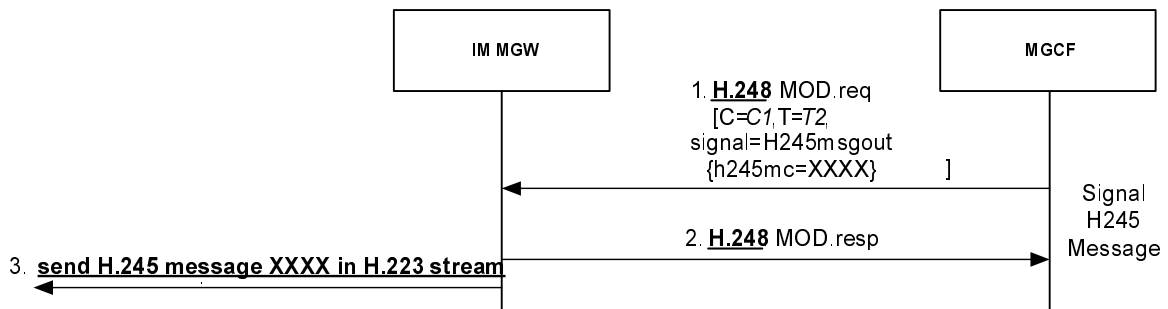 IM MGW
MGCF
1. H.248 MOD.req
[C=C1,T=T2,
signal=H245msgout
{h245mc=XXXX} ]
Signal
H245
Message
2. H.248 MOD.resp
3. send H.245 message XXXX in H.223 stream